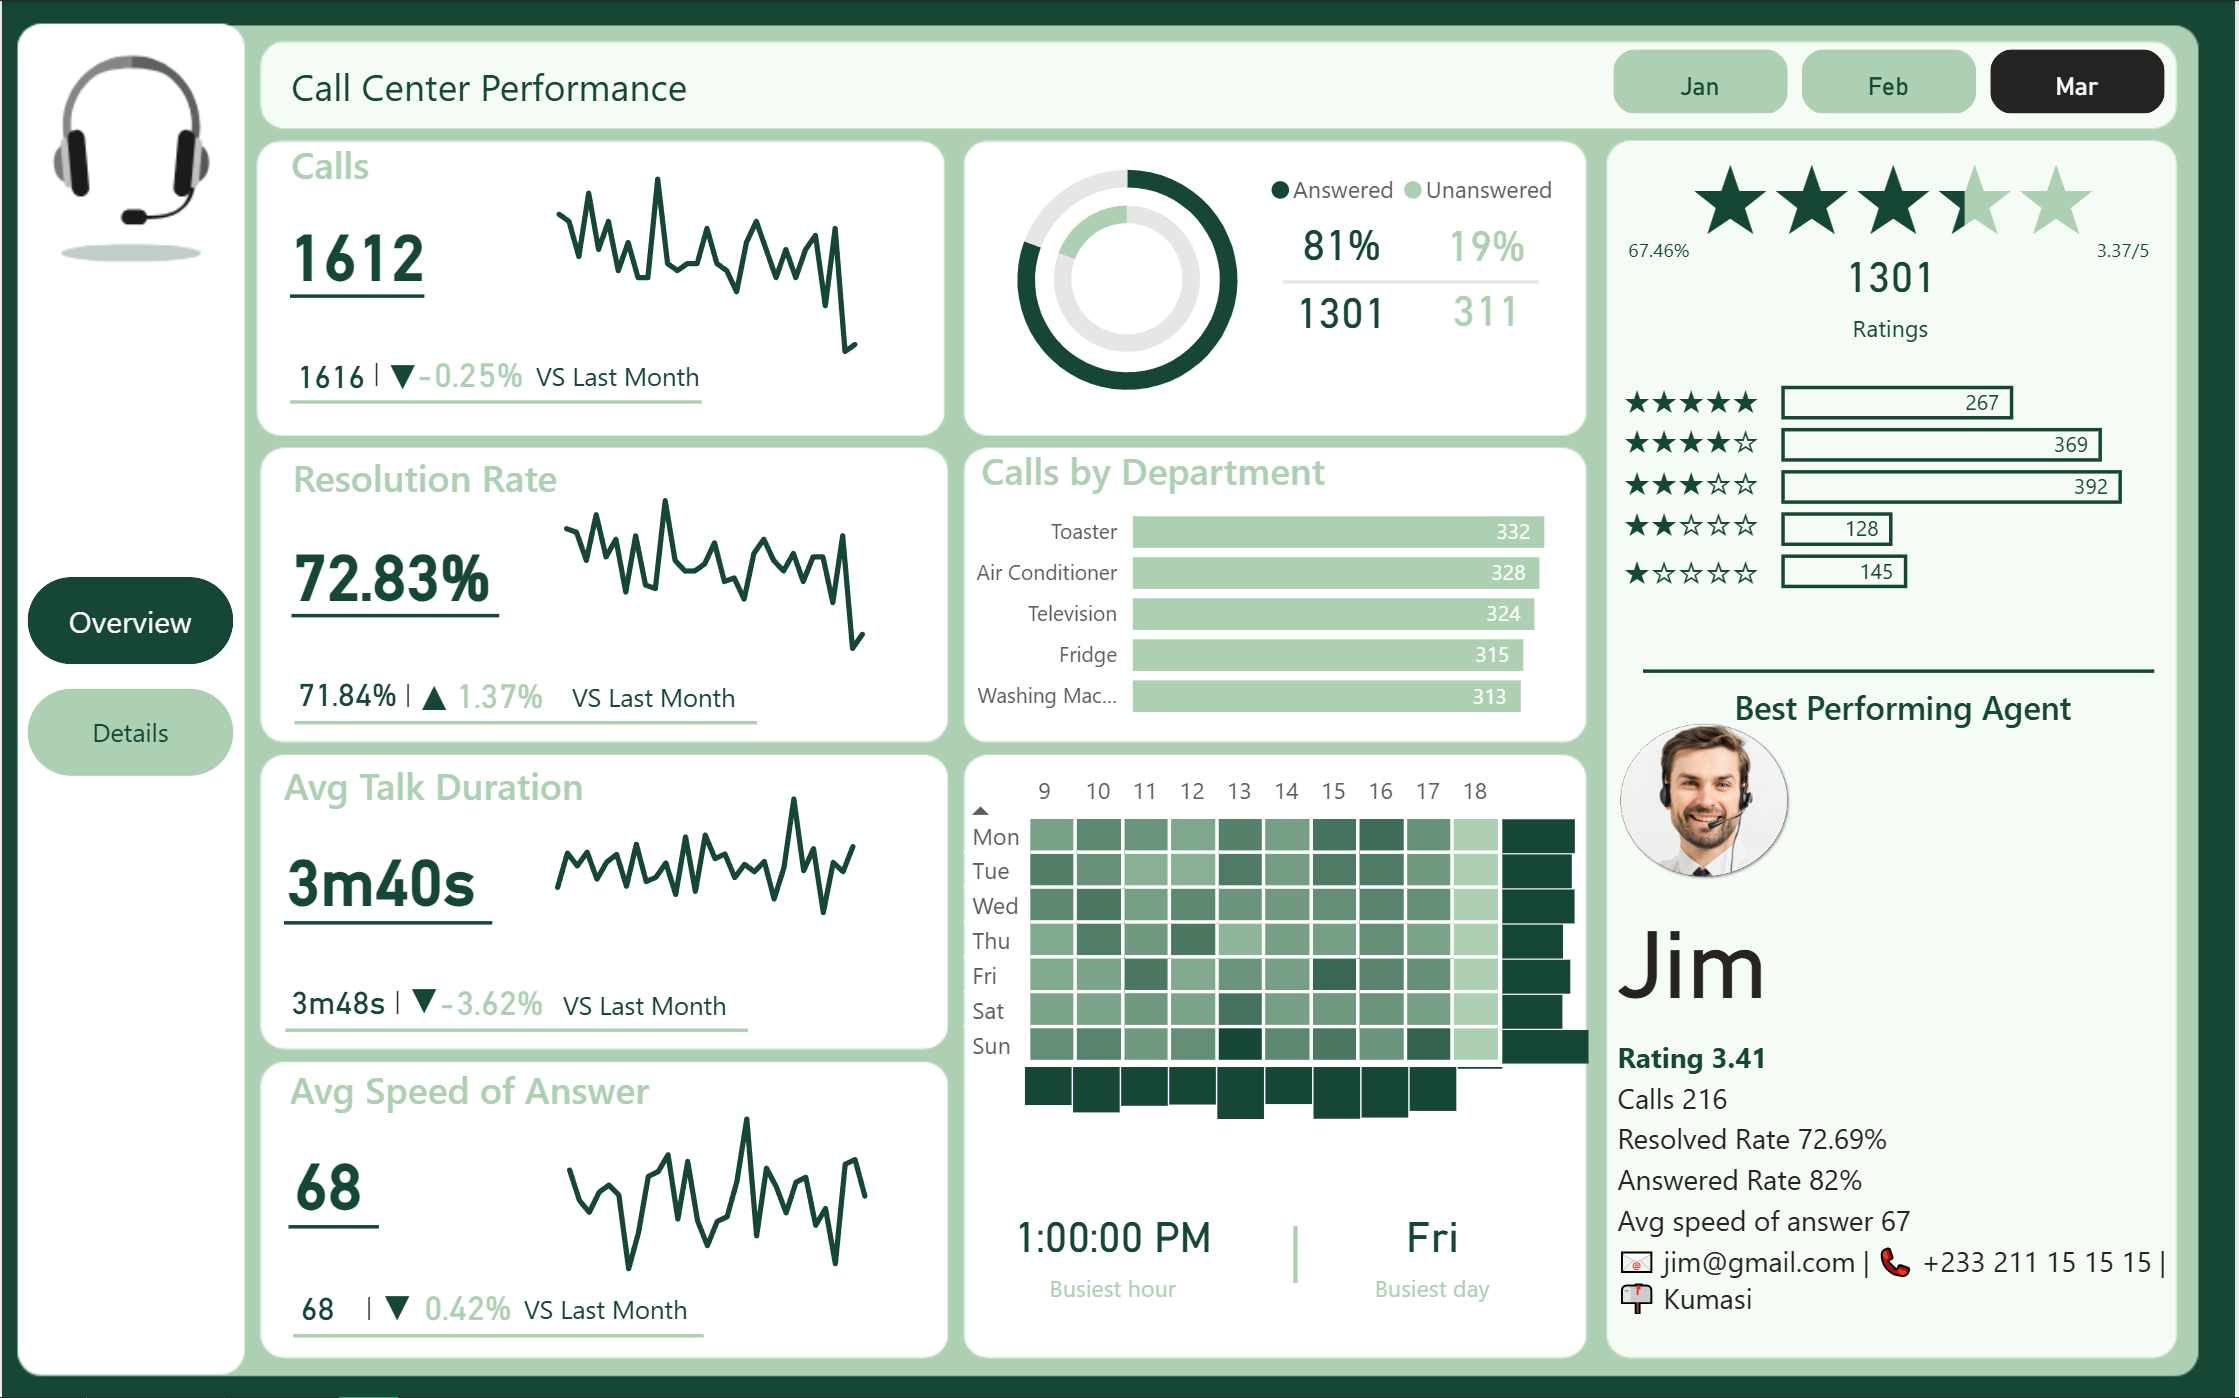 Call Center Performance
Jan
Feb
Mar
Overview
Details
Calls
1612
1616 | ▼ -0.25% VS Last Month
Resolution Rate
72.83%
71.84% | ▲ 1.37% VS Last Month
Avg Talk Duration
3m40s
3m48s | ▼ -3.62% VS Last Month
Avg Speed of Answer
68
68 | ▼ 0.42% VS Last Month
Answered Unanswered
81% 19%
1301 311
Calls by Department
Toaster 332
Air Conditioner 328
Television 324
Fridge 315
Washing Mac... 313
9 10 11 12 13 14 15 16 17 18
Mon
Tue
Wed
Thu
Fri
Sat
Sun
1:00:00 PM | Fri
Busiest hour Busiest day
67.46% 3.37/5
1301
Ratings
★★★★★ 267
★★★★☆ 369
★★★☆☆ 392
★★☆☆☆ 128
★☆☆☆☆ 145
Best Performing Agent
Jim
Rating 3.41
Calls 216
Resolved Rate 72.69%
Answered Rate 82%
Avg speed of answer 67
📧 jim@gmail.com | 📞 +233 211 15 15 15 |
📫 Kumasi